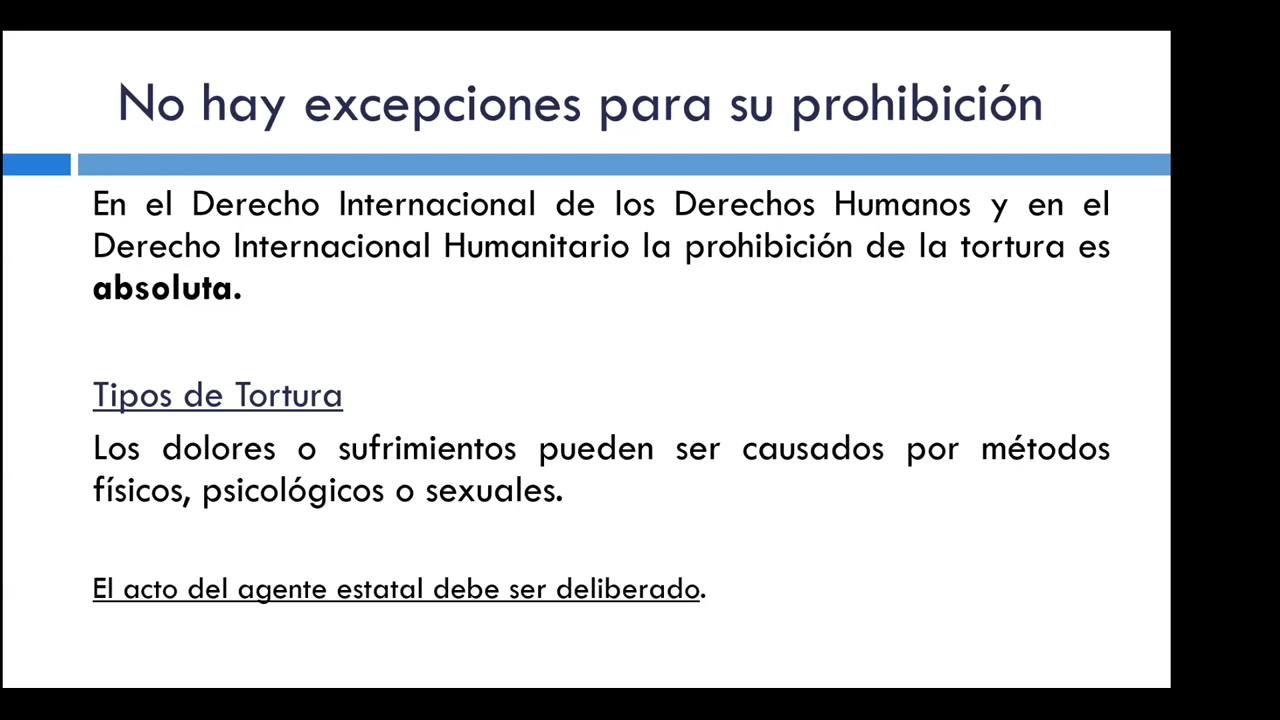 No hay excepciones para su prohibición
En el Derecho Internacional de los Derechos Humanos y en el
Derecho Internacional Humanitario la prohibición de la tortura es
absoluta.
Tipos de Tortura
Los dolores o sufrimientos pueden ser causados por métodos
físicos, psicológicos o sexuales.
El acto del agente estatal debe ser deliberado.